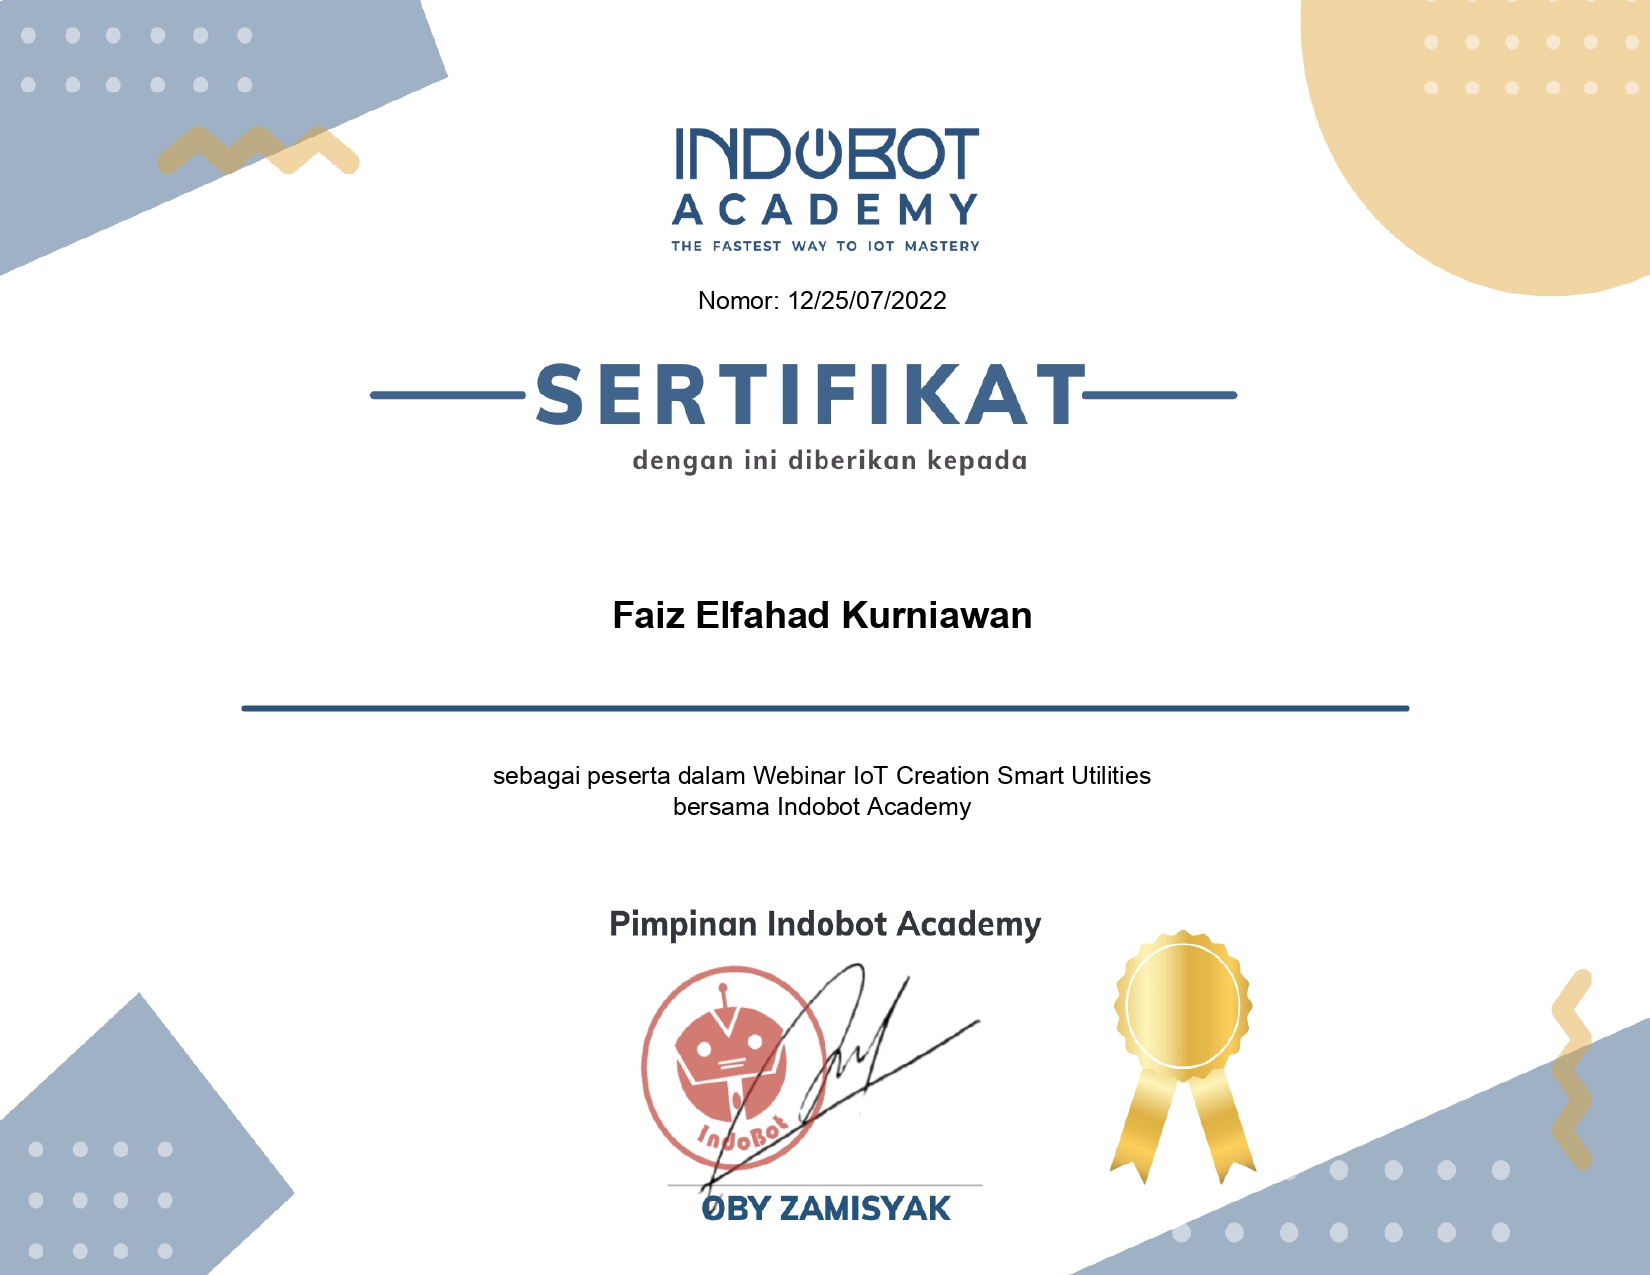 INDOBOT
ACADEMY
THE FASTEST WAY TO IOT MASTERY
Nomor: 12/25/07/2022
SERTIFIKAT
dengan ini diberikan kepada
Faiz Elfahad Kurniawan
sebagai peserta dalam Webinar IoT Creation Smart Utilities
bersama Indobot Academy
Pimpinan Indobot Academy
IndoBot
OBY ZAMISYAK